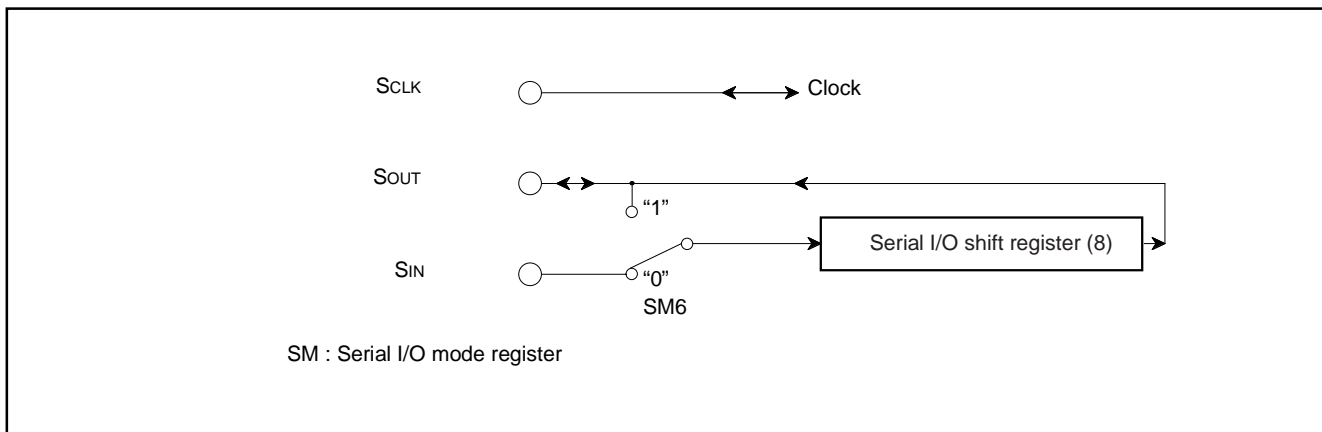 SCLK
Clock
SOUT
“1”
Serial I/O shift register (8)
SIN
“0”
SM6
SM : Serial I/O mode register